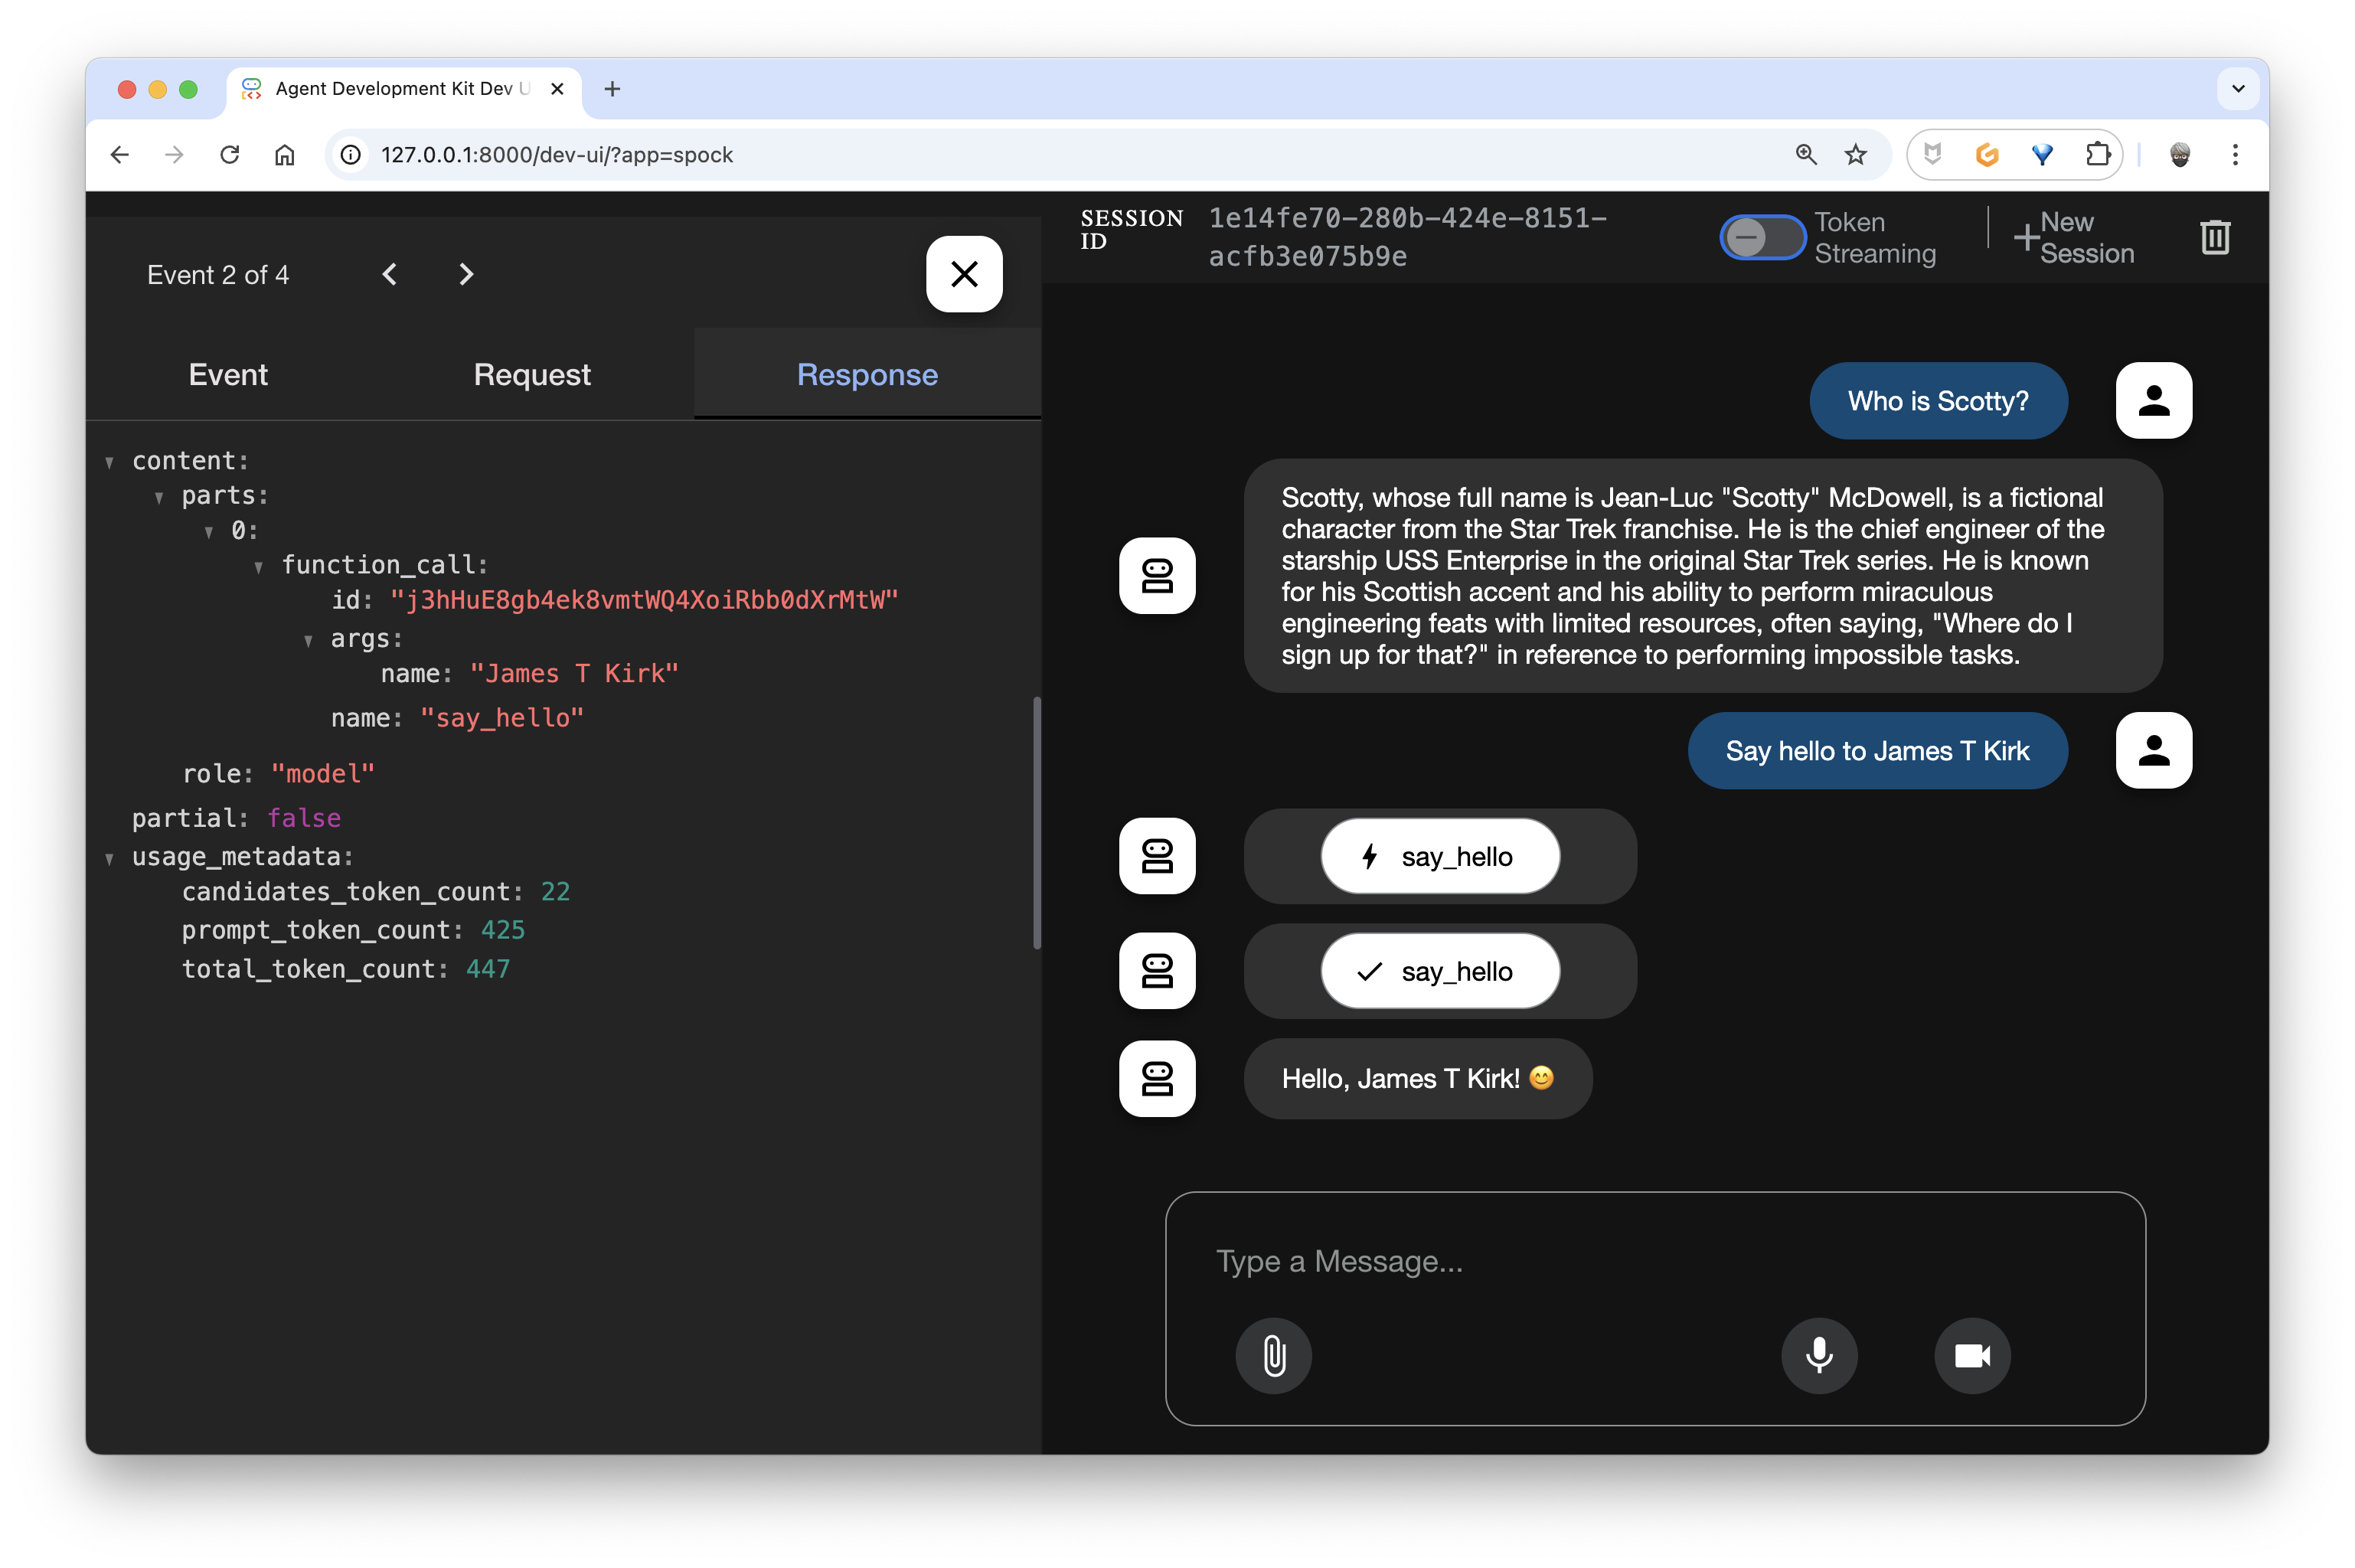 Agent Development Kit Dev U
127.0.0.1:8000/dev-ui/?app=spock
Event 2 of 4
Event
Request
Response
content:
parts:
0:
function_call:
id: "j3hHuE8gb4ek8vmtWQ4XoiRbb0dXrMtW"
args:
name: "James T Kirk"
name: "say_hello"
role: "model"
partial: false
usage_metadata:
candidates_token_count: 22
prompt_token_count: 425
total_token_count: 447
SESSION
ID
1e14fe70-280b-424e-8151-
acfb3e075b9e
Token
Streaming
New
Session
Who is Scotty?
Scotty, whose full name is Jean-Luc "Scotty" McDowell, is a fictional
character from the Star Trek franchise. He is the chief engineer of the
starship USS Enterprise in the original Star Trek series. He is known
for his Scottish accent and his ability to perform miraculous
engineering feats with limited resources, often saying, "Where do I
sign up for that?" in reference to performing impossible tasks.
Say hello to James T Kirk
say_hello
say_hello
Hello, James T Kirk! 😊
Type a Message...